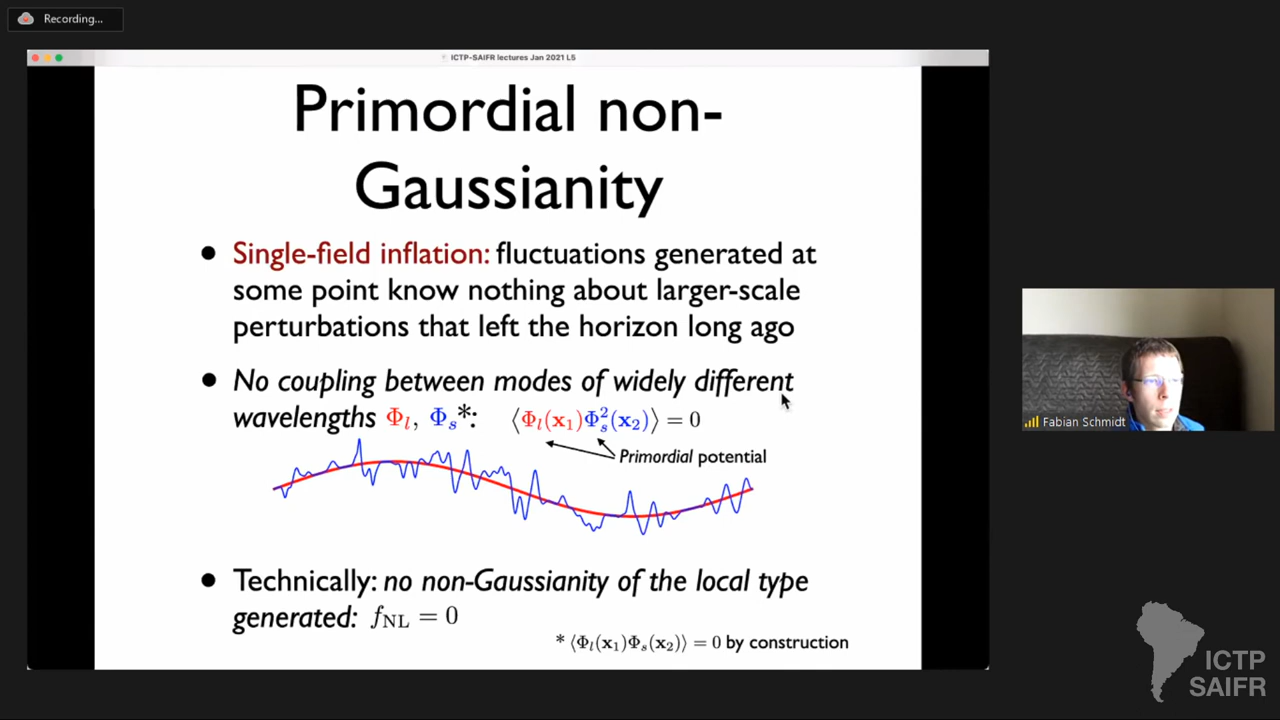 Recording...
ICTP-SAIFR lectures Jan 2021 L5
Primordial non-
Gaussianity
• Single-field inflation: fluctuations generated at
some point know nothing about larger-scale
perturbations that left the horizon long ago
• No coupling between modes of widely different
wavelengths Φ_l, Φ_s*: ⟨Φ_l(x₁)Φ_s²(x₂)⟩ = 0
Primordial potential
• Technically: no non-Gaussianity of the local type
generated: f_NL = 0
* ⟨Φ_l(x₁)Φ_s(x₂)⟩ = 0 by construction
Fabian Schmidt
ICTP
SAIFR